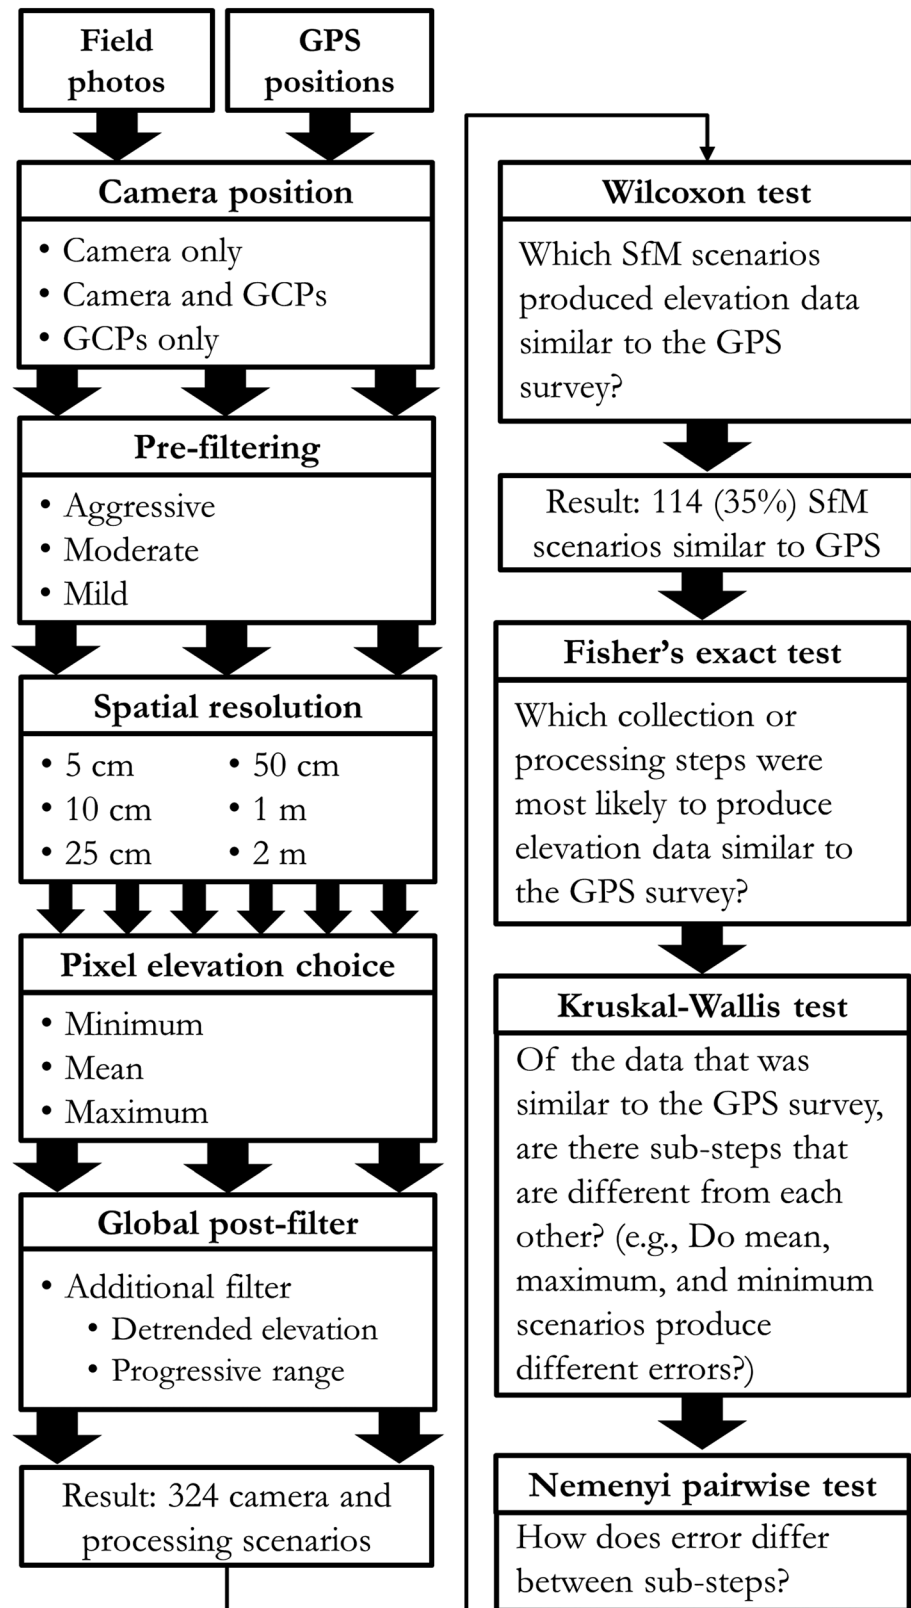 Field
photos
GPS
positions
Camera position
• Camera only
• Camera and GCPs
• GCPs only
Pre-filtering
• Aggressive
• Moderate
• Mild
Spatial resolution
• 5 cm
• 10 cm
• 25 cm
• 50 cm
• 1 m
• 2 m
Pixel elevation choice
• Minimum
• Mean
• Maximum
Global post-filter
• Additional filter
• Detrended elevation
• Progressive range
Result: 324 camera and
processing scenarios
Wilcoxon test
Which SfM scenarios
produced elevation data
similar to the GPS
survey?
Result: 114 (35%) SfM
scenarios similar to GPS
Fisher’s exact test
Which collection or
processing steps were
most likely to produce
elevation data similar to
the GPS survey?
Kruskal-Wallis test
Of the data that was
similar to the GPS survey,
are there sub-steps that
are different from each
other? (e.g., Do mean,
maximum, and minimum
scenarios produce
different errors?)
Nemenyi pairwise test
How does error differ
between sub-steps?